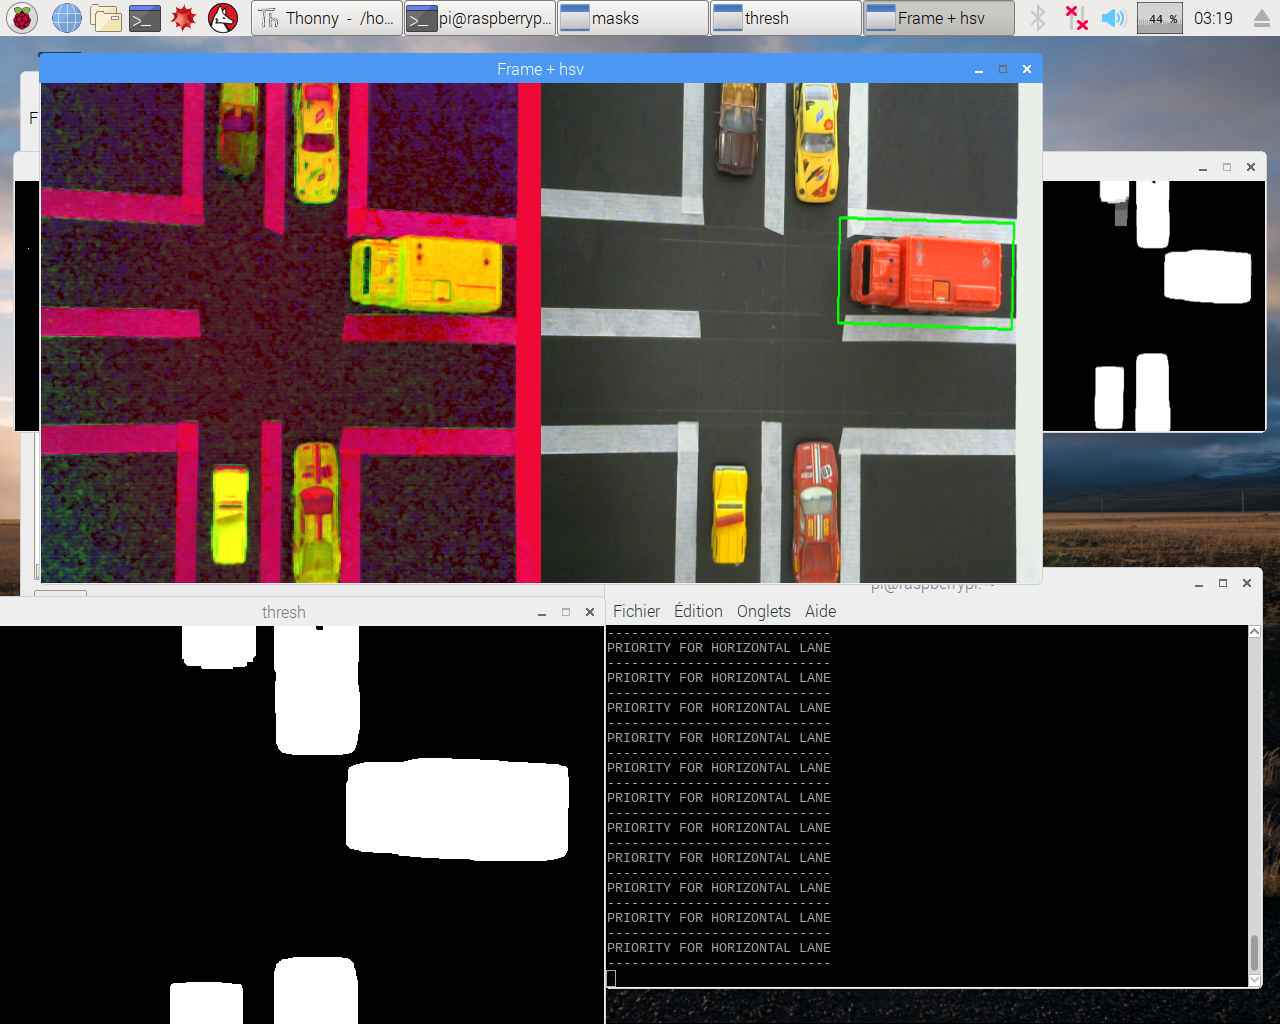 Thonny - /ho...
pi@raspberryp...
masks
thresh
Frame + hsv
44 %
03:19
Frame + hsv
F
thresh
pi@raspberrypi: ~
Fichier Édition Onglets Aide
----------------------------
PRIORITY FOR HORIZONTAL LANE
----------------------------
PRIORITY FOR HORIZONTAL LANE
----------------------------
PRIORITY FOR HORIZONTAL LANE
----------------------------
PRIORITY FOR HORIZONTAL LANE
----------------------------
PRIORITY FOR HORIZONTAL LANE
----------------------------
PRIORITY FOR HORIZONTAL LANE
----------------------------
PRIORITY FOR HORIZONTAL LANE
----------------------------
PRIORITY FOR HORIZONTAL LANE
----------------------------
PRIORITY FOR HORIZONTAL LANE
----------------------------
PRIORITY FOR HORIZONTAL LANE
----------------------------
PRIORITY FOR HORIZONTAL LANE
----------------------------